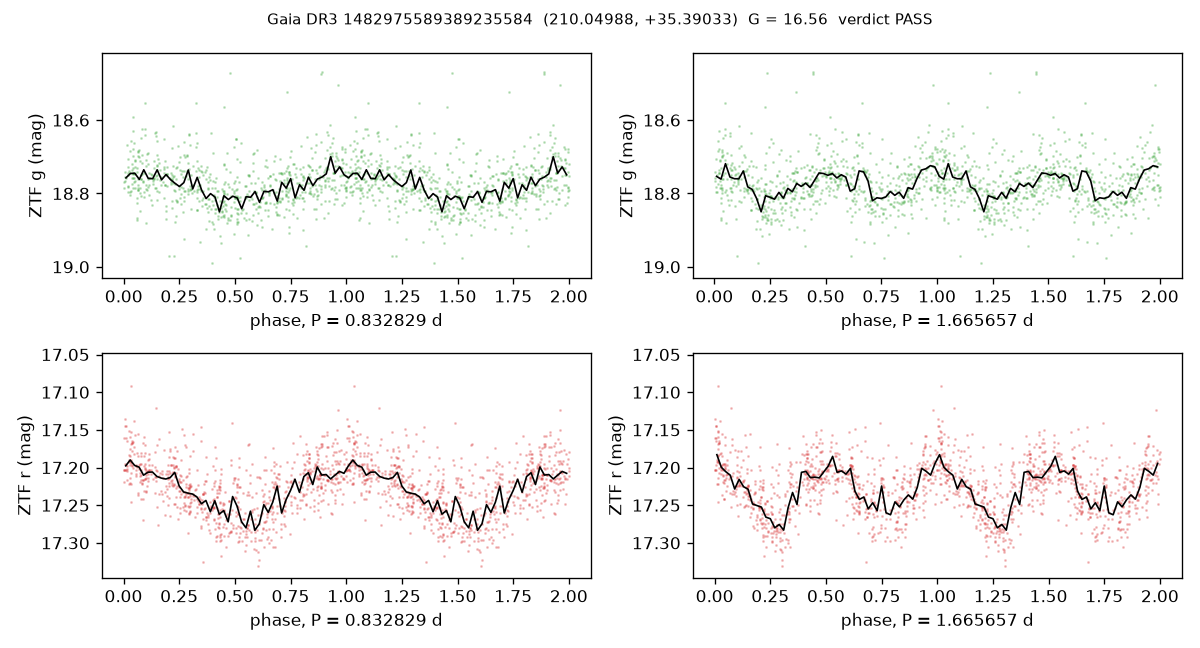 Gaia DR3 1482975589389235584 (210.04988, +35.39033) G = 16.56 verdict PASS
ZTF g (mag)
18.6
18.8
19.0
0.00 0.25 0.50 0.75 1.00 1.25 1.50 1.75 2.00
phase, P = 0.832829 d
ZTF g (mag)
18.6
18.8
19.0
0.00 0.25 0.50 0.75 1.00 1.25 1.50 1.75 2.00
phase, P = 1.665657 d
ZTF r (mag)
17.05
17.10
17.15
17.20
17.25
17.30
0.00 0.25 0.50 0.75 1.00 1.25 1.50 1.75 2.00
phase, P = 0.832829 d
ZTF r (mag)
17.05
17.10
17.15
17.20
17.25
17.30
0.00 0.25 0.50 0.75 1.00 1.25 1.50 1.75 2.00
phase, P = 1.665657 d